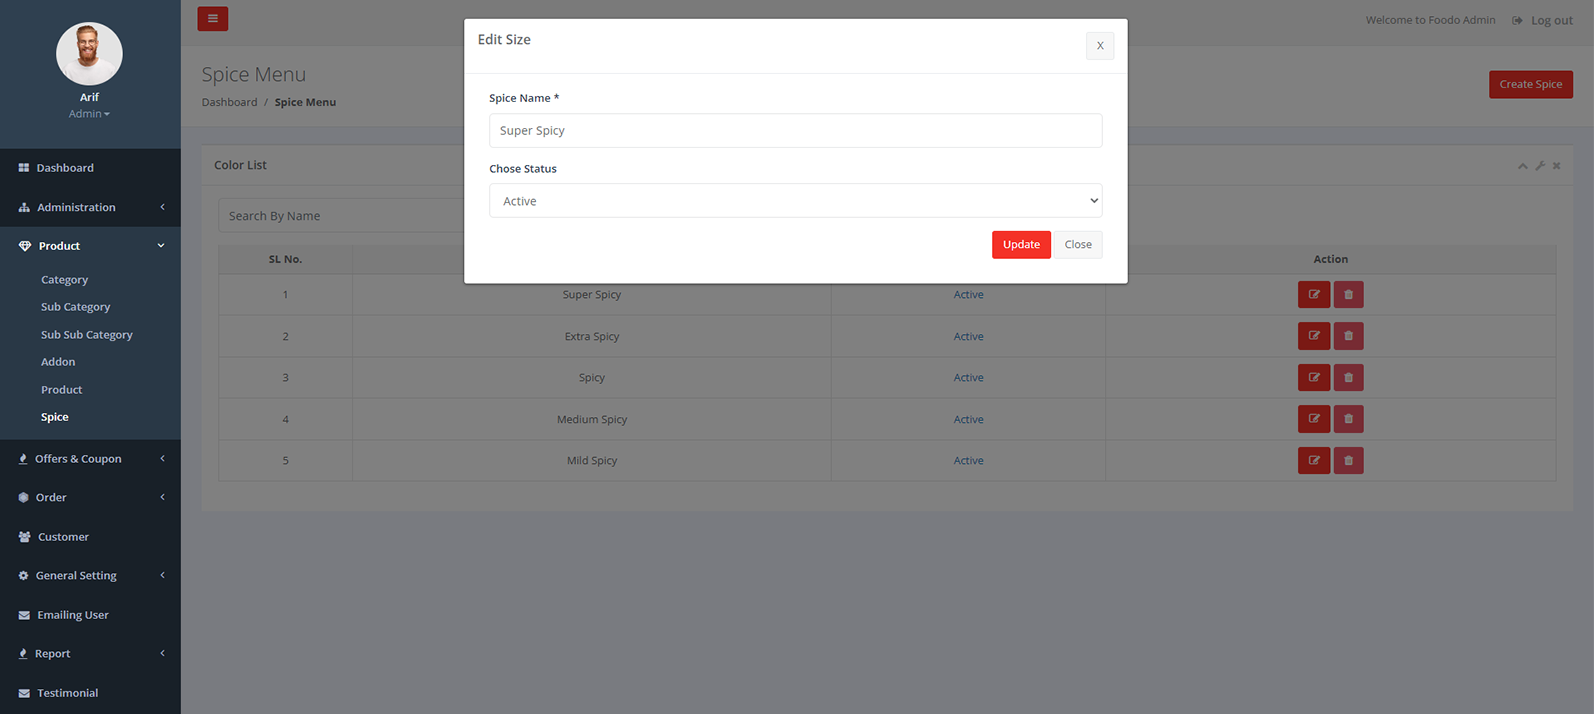 Arif
Admin
Dashboard
Administration
Product
Category
Sub Category
Sub Sub Category
Addon
Product
Spice
Offers & Coupon
Order
Customer
General Setting
Emailing User
Report
Testimonial
Welcome to Foodo Admin
Log out
Spice Menu
Dashboard / Spice Menu
Create Spice
Edit Size
X
Spice Name *
Super Spicy
Chose Status
Active
Update Close
Color List
Search By Name
SL No. Action
1 Super Spicy Active
2 Extra Spicy Active
3 Spicy Active
4 Medium Spicy Active
5 Mild Spicy Active